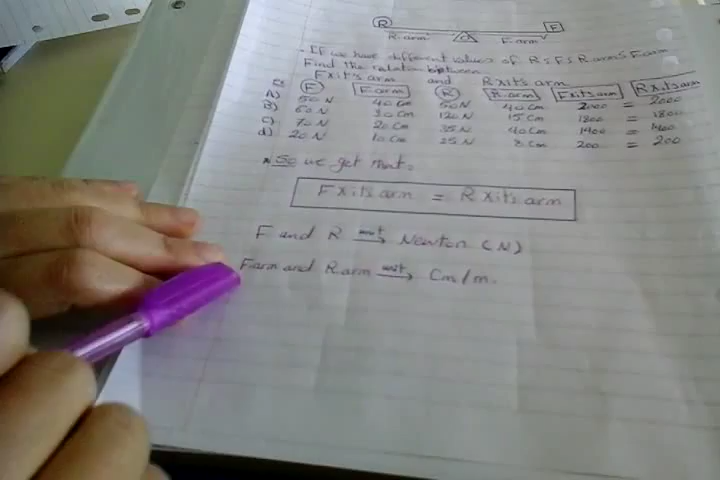 R F
R.arm F.arm
- If we have different values of R & F & R.arm & F.arm
Find the relation between
F x it's arm and R x it's arm
Ex F F.arm R R.arm F x its arm R x its arm
A) 50 N 40 Cm 50 N 40 Cm 2000 = 2000
B) 60 N 30 Cm 120 N 15 Cm 1800 = 1800
C) 70 N 20 Cm 35 N 40 Cm 1400 = 1400
d) 20 N 10 Cm 25 N 8 Cm 200 = 200
* So we get that:
F x its arm = R x its arm
F and R unit → Newton (N)
F.arm and R.arm unit → Cm/m.